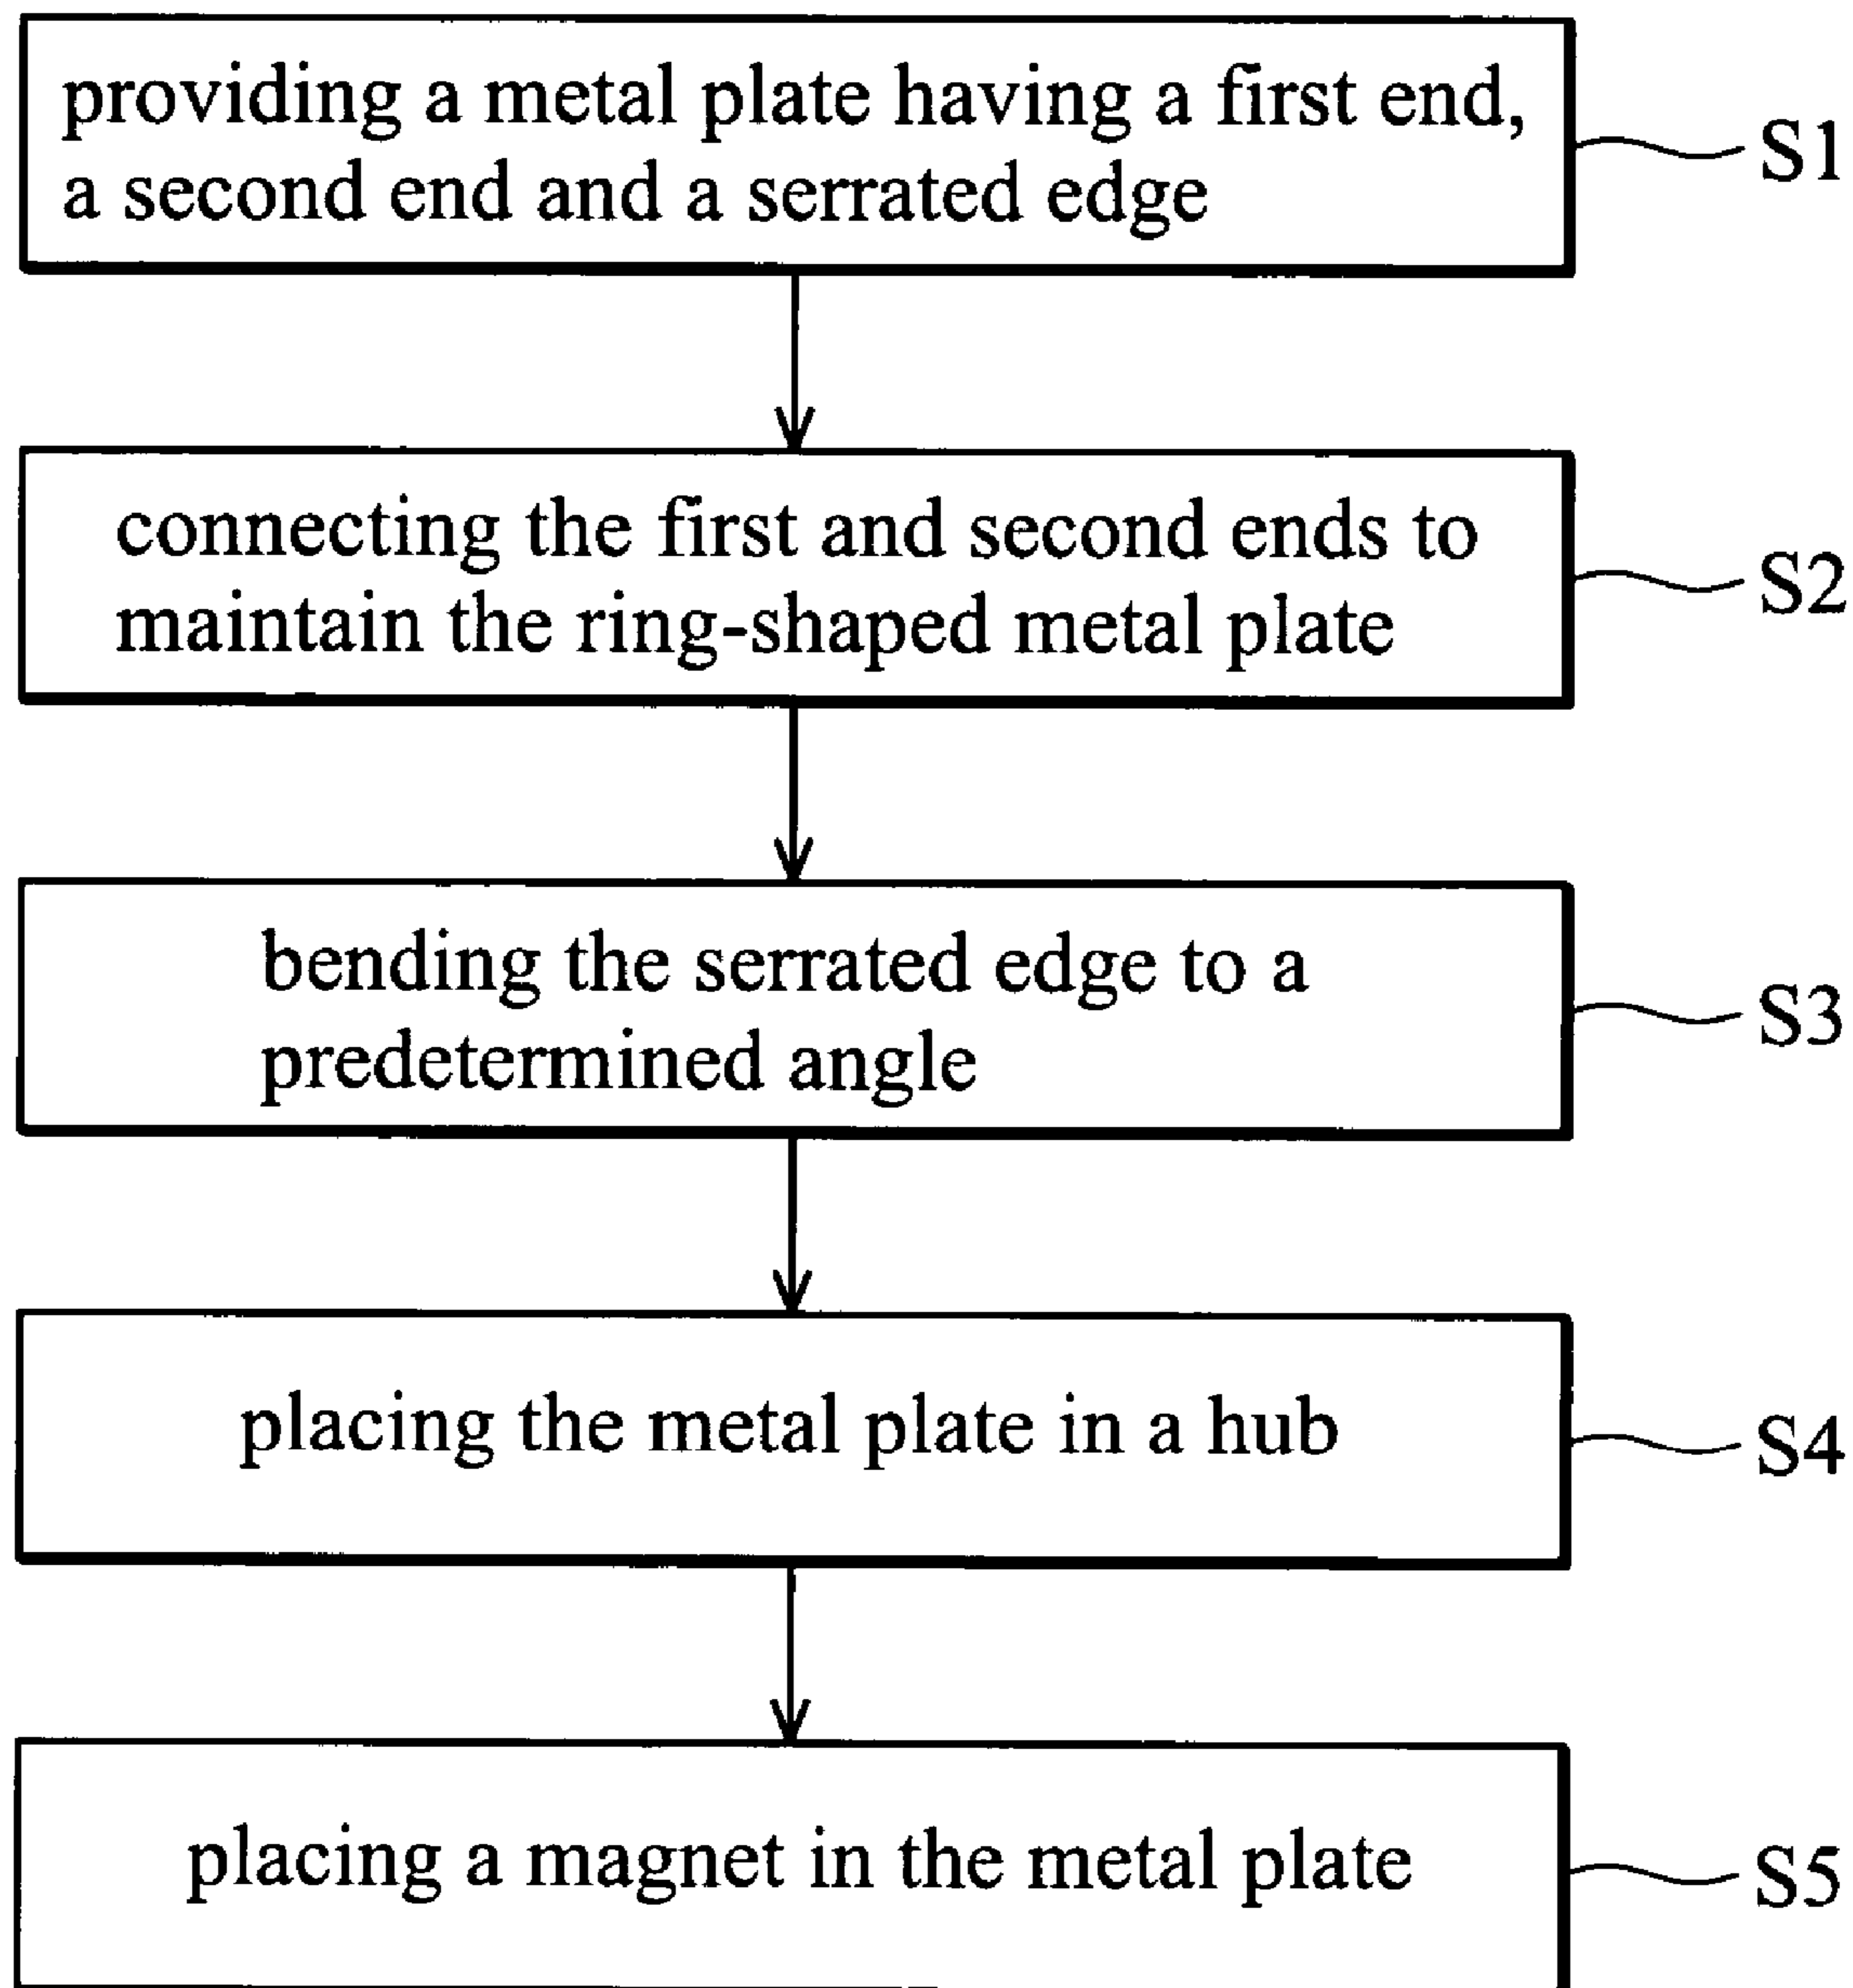 providing a metal plate having a first end,
a second end and a serrated edge
S1
connecting the first and second ends to
maintain the ring-shaped metal plate
S2
bending the serrated edge to a
predetermined angle
S3
placing the metal plate in a hub
S4
placing a magnet in the metal plate
S5